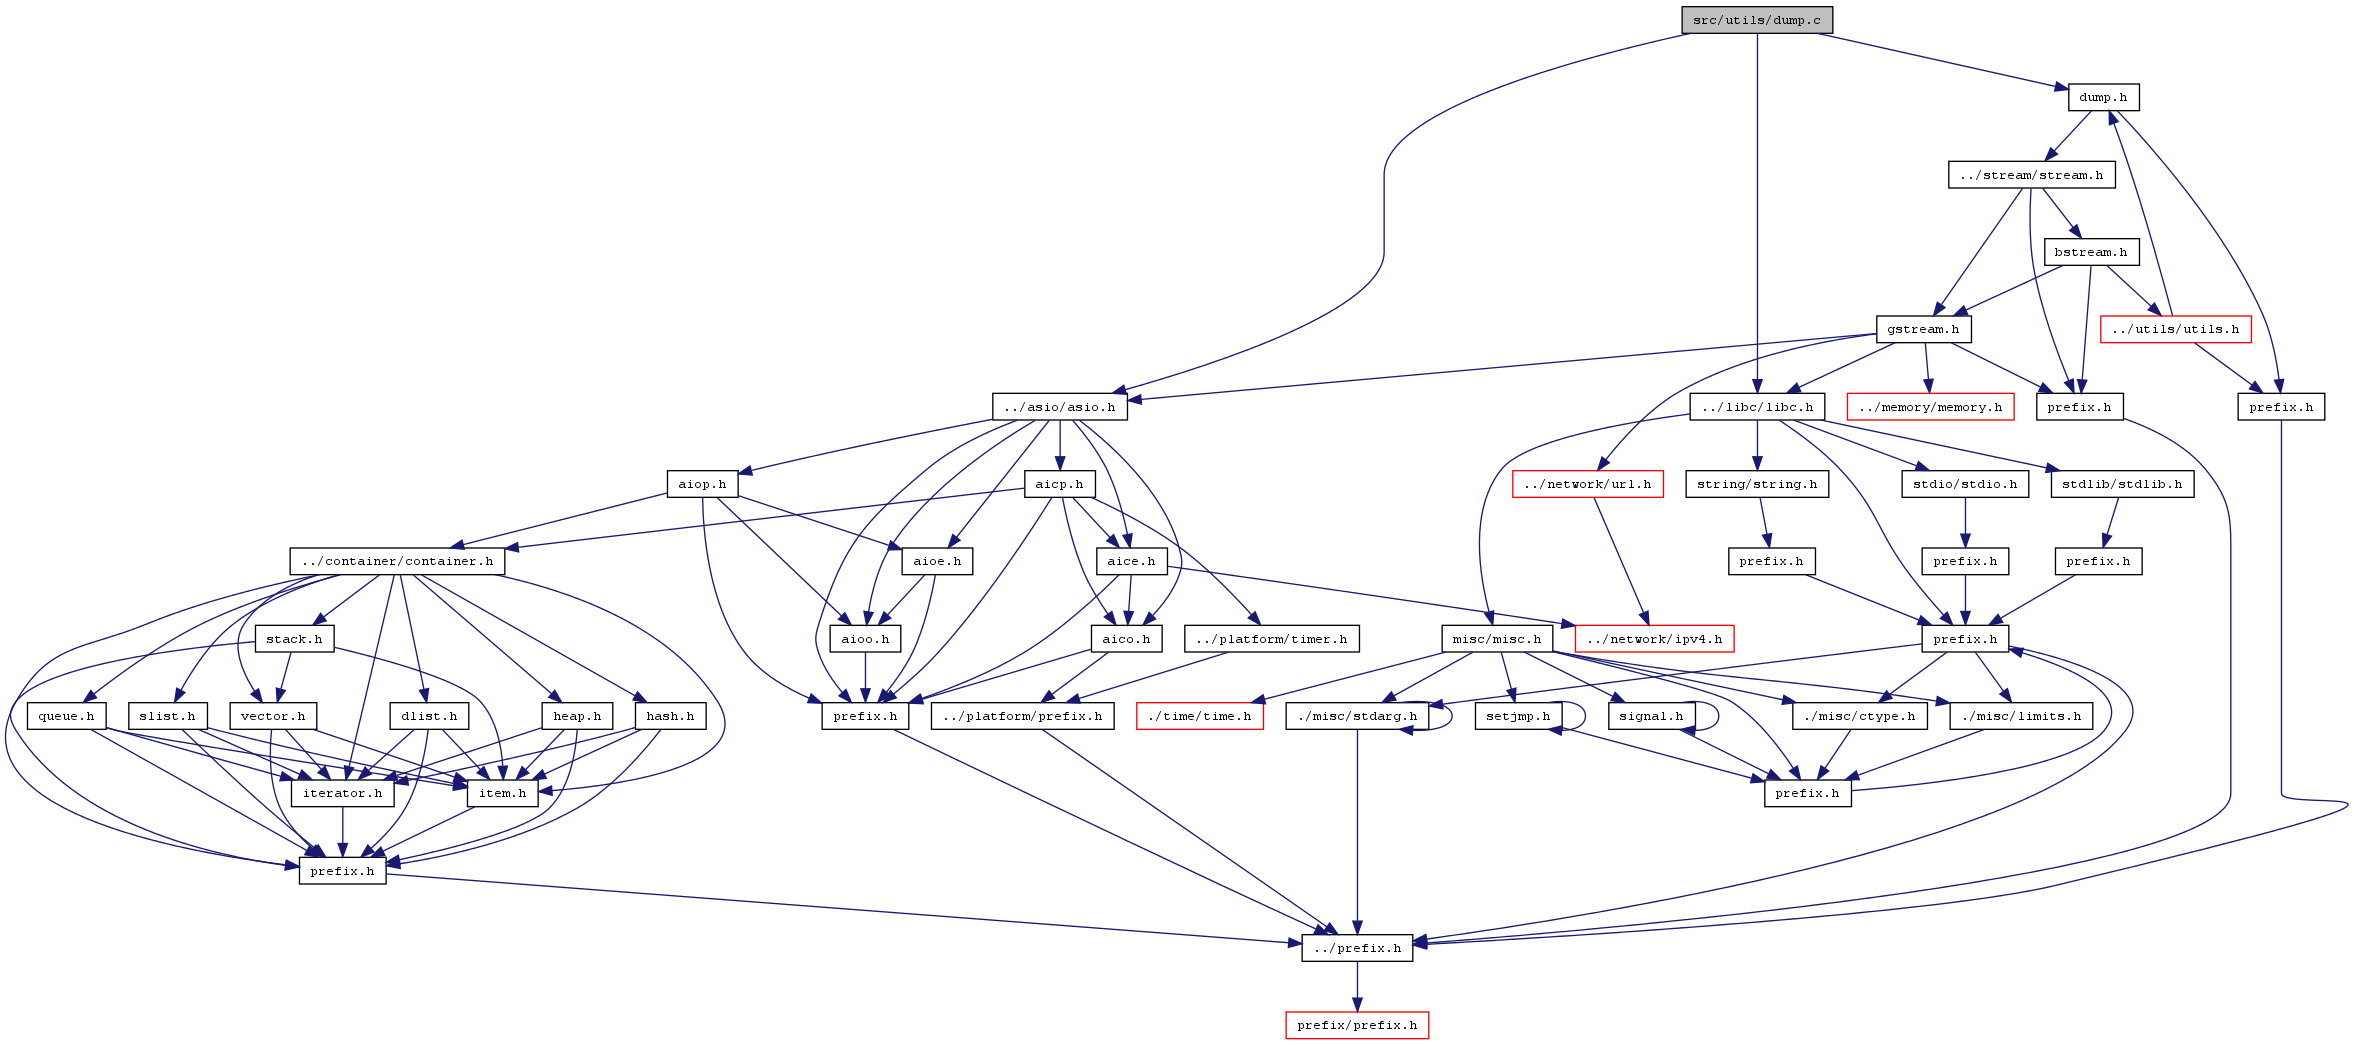 src/utils/dump.c
dump.h
../stream/stream.h
bstream.h
gstream.h
../utils/utils.h
../asio/asio.h
../libc/libc.h
../memory/memory.h
prefix.h
prefix.h
aiop.h
aicp.h
../network/url.h
string/string.h
stdio/stdio.h
stdlib/stdlib.h
../container/container.h
aioe.h
aice.h
prefix.h
prefix.h
prefix.h
stack.h
aioo.h
aico.h
../platform/timer.h
misc/misc.h
../network/ipv4.h
prefix.h
queue.h
slist.h
vector.h
dlist.h
heap.h
hash.h
prefix.h
../platform/prefix.h
./time/time.h
./misc/stdarg.h
setjmp.h
signal.h
./misc/ctype.h
./misc/limits.h
iterator.h
item.h
prefix.h
prefix.h
../prefix.h
prefix/prefix.h